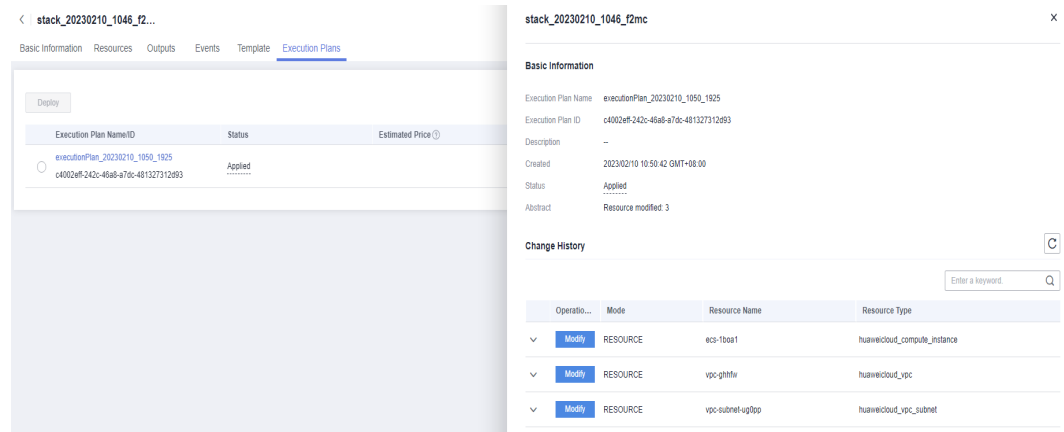 stack_20230210_1046_f2...
Basic Information Resources Outputs Events Template Execution Plans
Deploy
Execution Plan Name/ID Status Estimated Price
executionPlan_20230210_1050_1925
c4002eff-242c-46a8-a7dc-481327312d93
Applied
stack_20230210_1046_f2mc
Basic Information
Execution Plan Name executionPlan_20230210_1050_1925
Execution Plan ID c4002eff-242c-46a8-a7dc-481327312d93
Description --
Created 2023/02/10 10:50:42 GMT+08:00
Status Applied
Abstract Resource modified: 3
Change History
Enter a keyword.
Operatio... Mode Resource Name Resource Type
Modify RESOURCE ecs-1boa1 huaweicloud_compute_instance
Modify RESOURCE vpc-ghhfw huaweicloud_vpc
Modify RESOURCE vpc-subnet-ug0pp huaweicloud_vpc_subnet